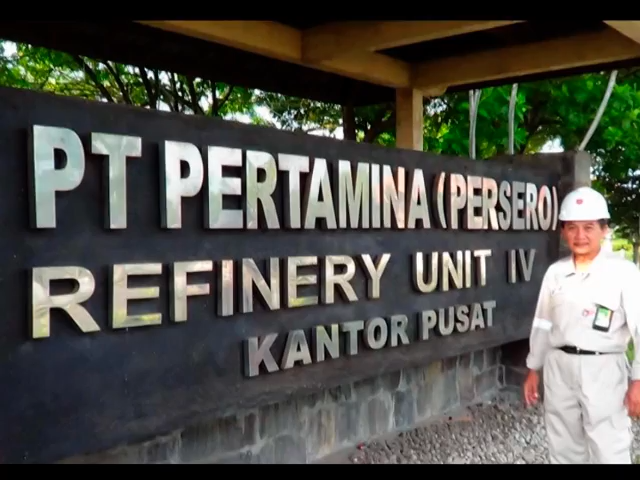 PT PERTAMINA (PERSERO)
REFINERY UNIT IV
KANTOR PUSAT